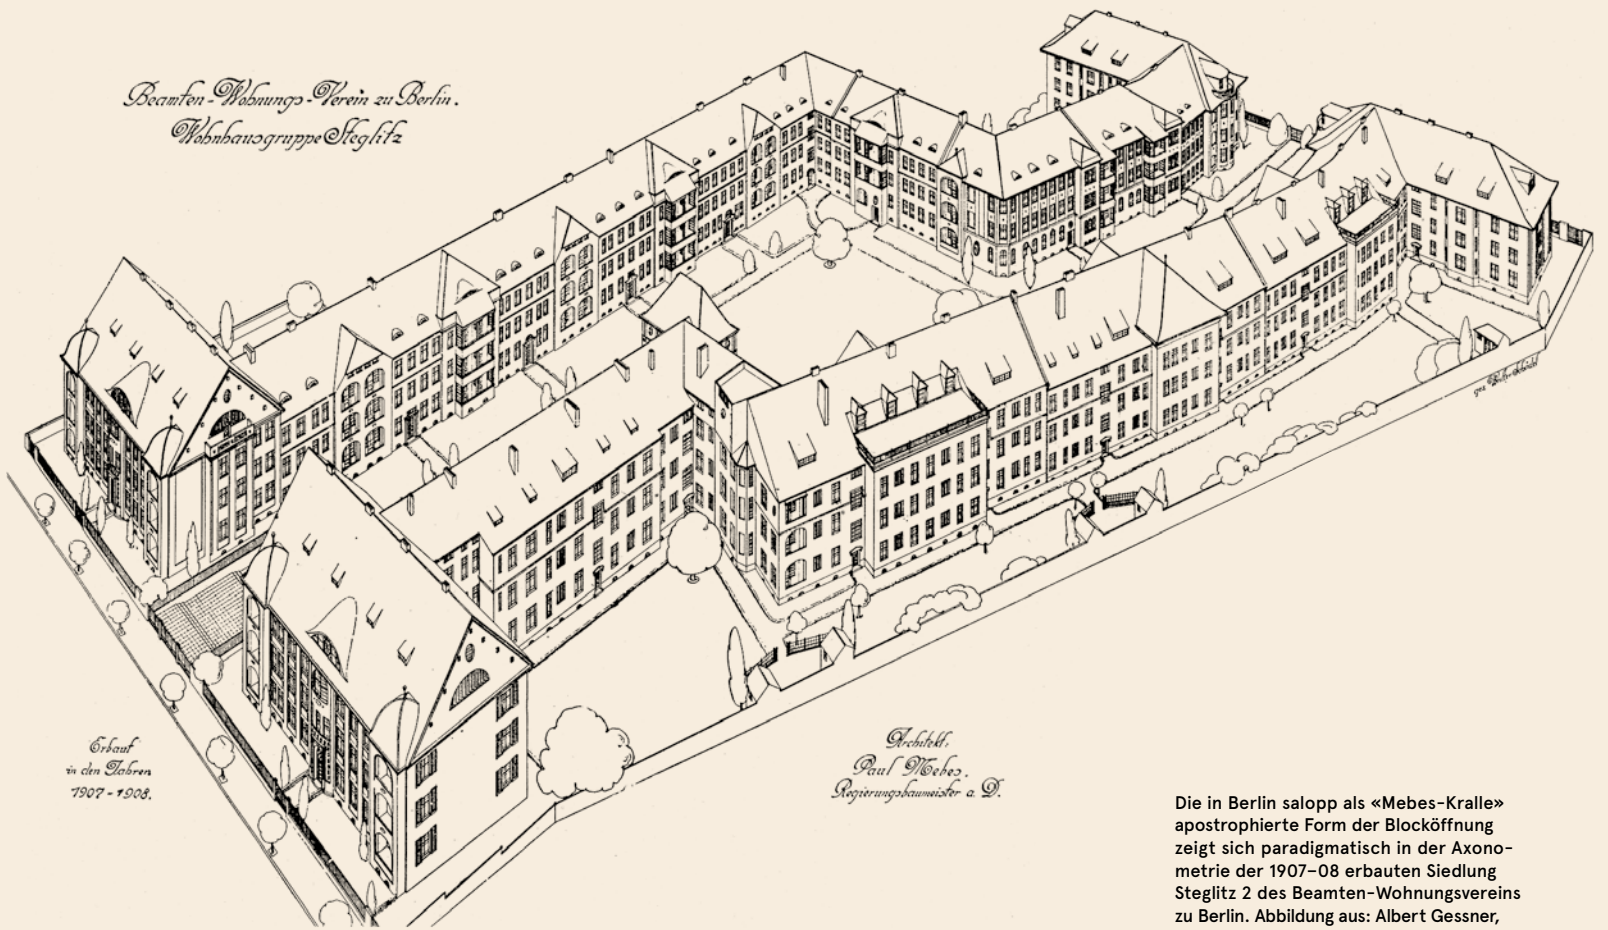 Beamten-Wohnungs-Verein zu Berlin.
Wohnhausgruppe Steglitz
Erbaut
in den Jahren
1907-1908.
Architekt,
Paul Mebes.
Regierungsbaumeister a. D.
gez.
Die in Berlin salopp als «Mebes-Kralle»
apostrophierte Form der Blocköffnung
zeigt sich paradigmatisch in der Axono-
metrie der 1907–08 erbauten Siedlung
Steglitz 2 des Beamten-Wohnungsvereins
zu Berlin. Abbildung aus: Albert Gessner,